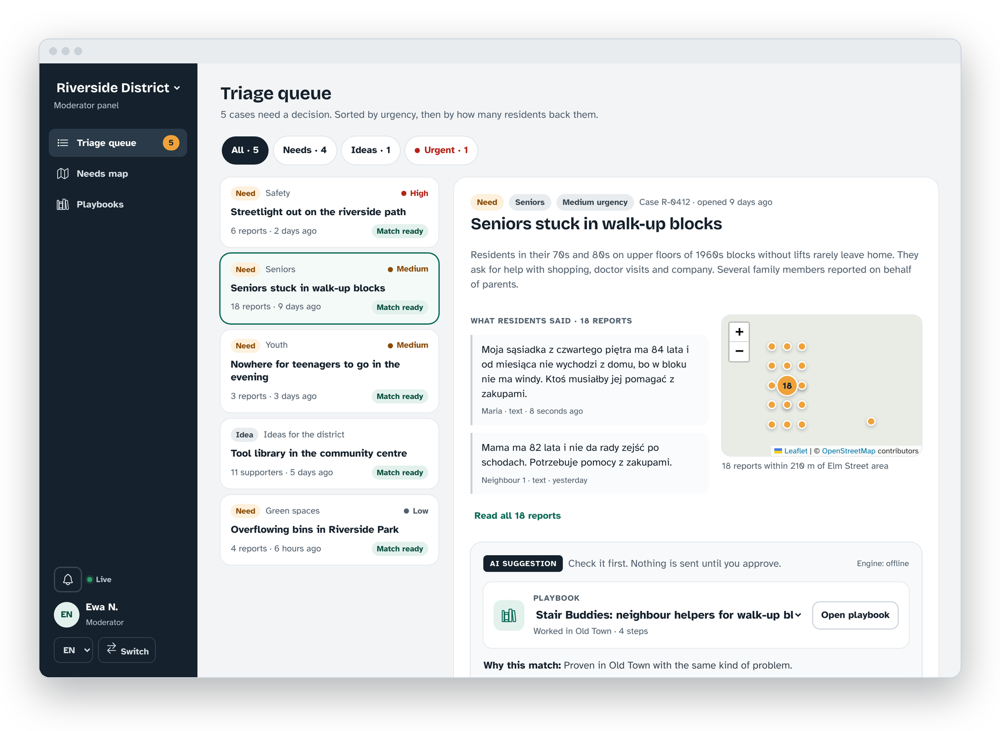 Riverside District
Moderator panel
Triage queue
5
Needs map
Playbooks
Live
EN
Ewa N.
Moderator
EN
Switch
Triage queue
5 cases need a decision. Sorted by urgency, then by how many residents back them.
All · 5
Needs · 4
Ideas · 1
Urgent · 1
Need Safety High
Streetlight out on the riverside path
6 reports · 2 days ago Match ready
Need Seniors Medium
Seniors stuck in walk-up blocks
18 reports · 9 days ago Match ready
Need Youth Medium
Nowhere for teenagers to go in the
evening
3 reports · 3 days ago Match ready
Idea Ideas for the district
Tool library in the community centre
11 supporters · 5 days ago Match ready
Need Green spaces Low
Overflowing bins in Riverside Park
4 reports · 6 hours ago Match ready
Need Seniors Medium urgency Case R-0412 · opened 9 days ago
Seniors stuck in walk-up blocks
Residents in their 70s and 80s on upper floors of 1960s blocks without lifts rarely leave home. They
ask for help with shopping, doctor visits and company. Several family members reported on behalf
of parents.
WHAT RESIDENTS SAID · 18 REPORTS
Moja sąsiadka z czwartego piętra ma 84 lata i
od miesiąca nie wychodzi z domu, bo w bloku
nie ma windy. Ktoś musiałby jej pomagać z
zakupami.
Maria · text · 8 seconds ago
Mama ma 82 lata i nie da rady zejść po
schodach. Potrzebuje pomocy z zakupami.
Neighbour 1 · text · yesterday
Read all 18 reports
+
−
18
Leaflet | © OpenStreetMap contributors
18 reports within 210 m of Elm Street area
AI SUGGESTION Check it first. Nothing is sent until you approve. Engine: offline
PLAYBOOK
Stair Buddies: neighbour helpers for walk-up bl
Worked in Old Town · 4 steps
Open playbook
Why this match: Proven in Old Town with the same kind of problem.